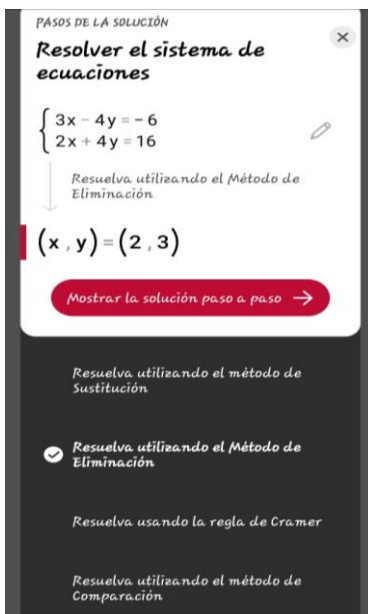 PASOS DE LA SOLUCIÓN
Resolver el sistema de
ecuaciones
3x - 4y = - 6
2x + 4y = 16
Resuelva utilizando el Método de
Eliminación
(x , y) = (2 , 3)
Mostrar la solución paso a paso →
Resuelva utilizando el método de
Sustitución
Resuelva utilizando el Método de
Eliminación
Resuelva usando la regla de Cramer
Resuelva utilizando el método de
Comparación